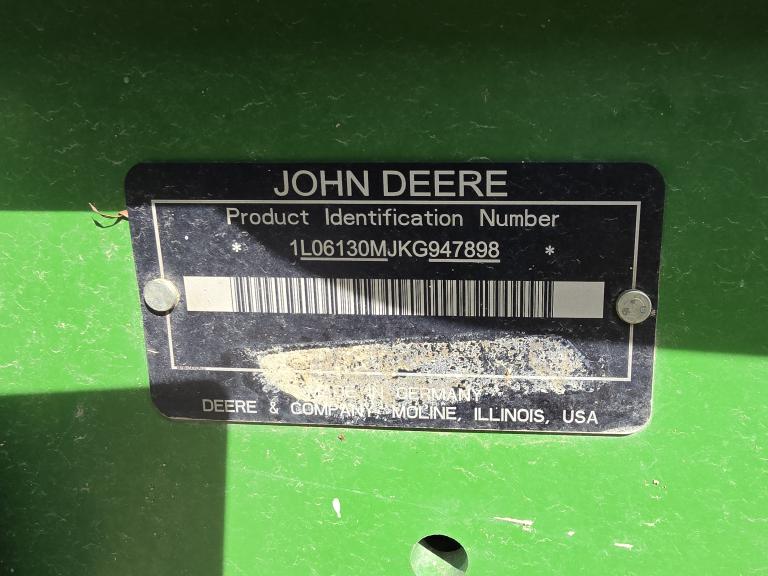 JOHN DEERE
Product Identification Number
* 1L06130MJKG947898 *
MADE IN GERMANY
DEERE & COMPANY MOLINE, ILLINOIS, USA